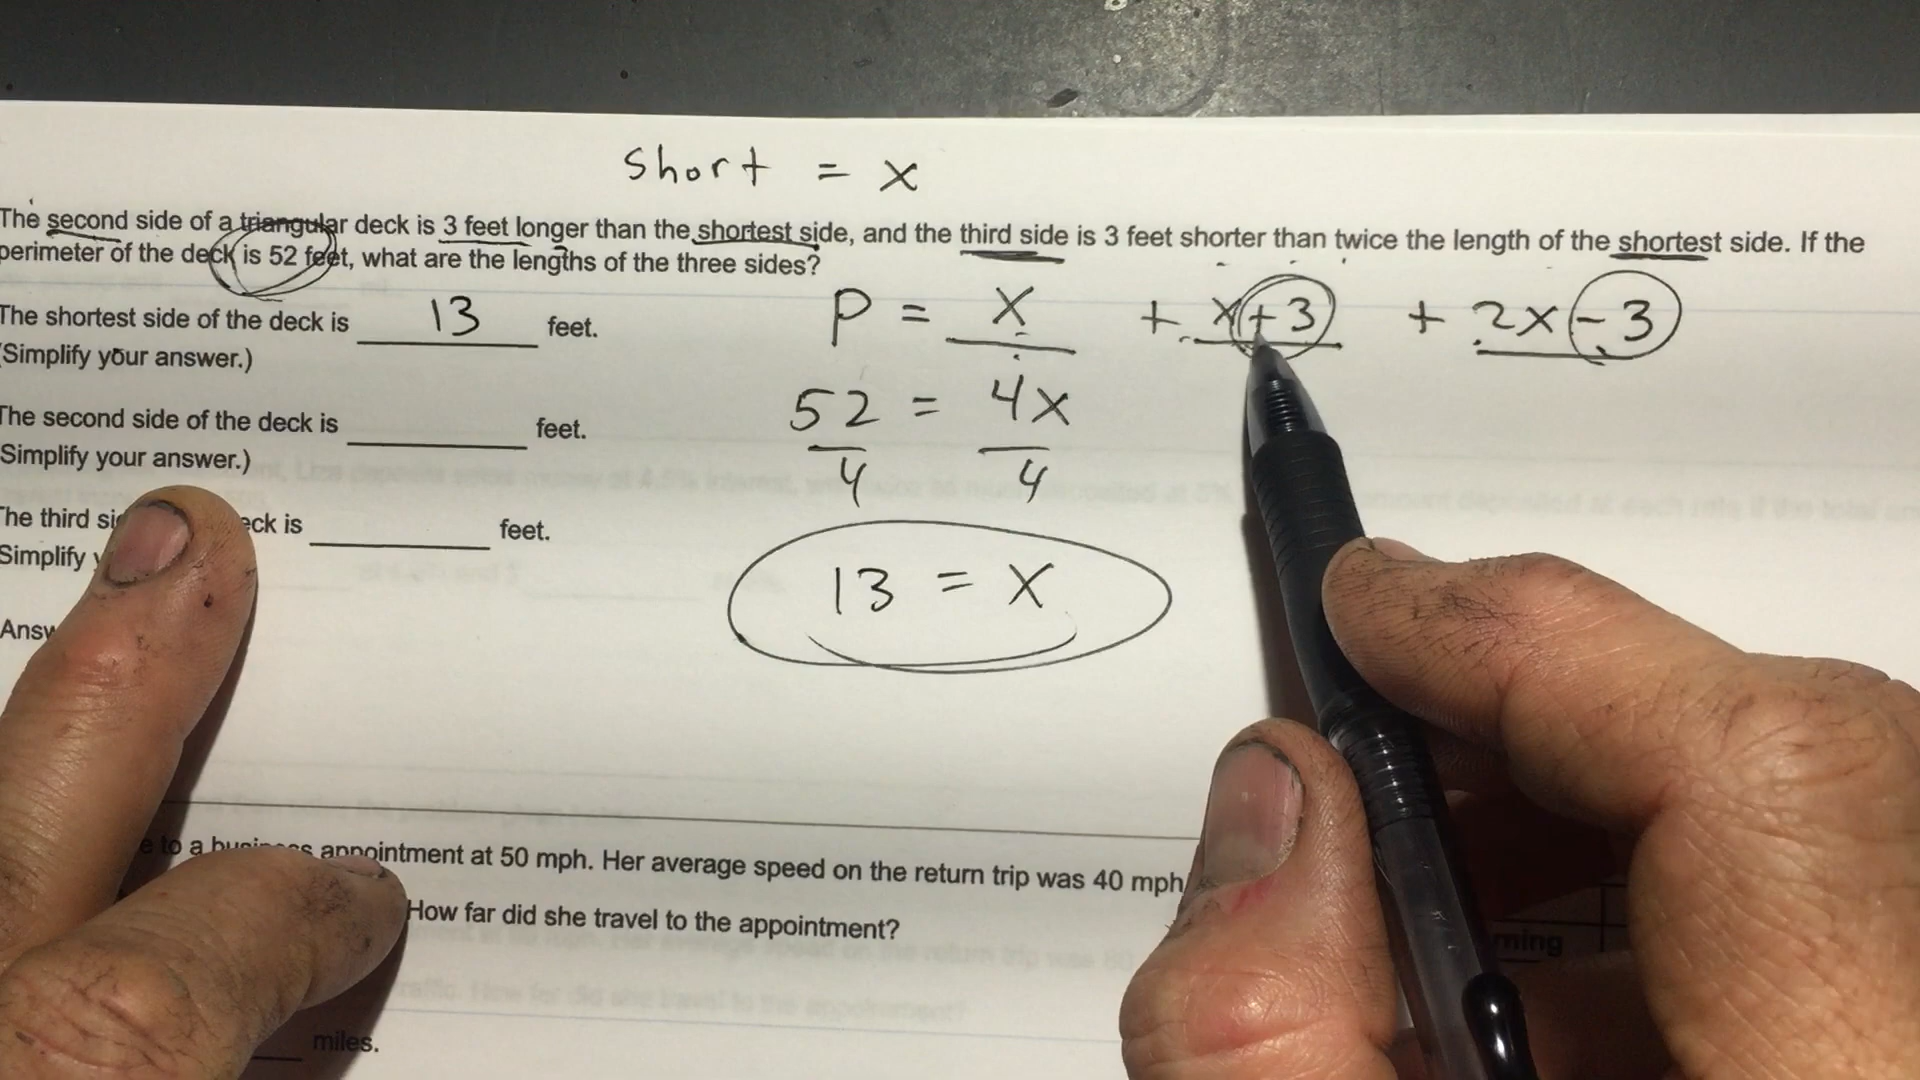 short = x
The second side of a triangular deck is 3 feet longer than the shortest side, and the third side is 3 feet shorter than twice the length of the shortest side. If the
perimeter of the deck is 52 feet, what are the lengths of the three sides?
P = x + x+3 + 2x-3
The shortest side of the deck is 13 feet.
(Simplify your answer.)
52 = 4x
The second side of the deck is ____ feet.
4 4
Simplify your answer.)
The third eck is ____ feet.
Simplify
13 = x
to a business appointment at 50 mph. Her average speed on the return trip was 40 mph
How far did she travel to the appointment?
ming
miles.